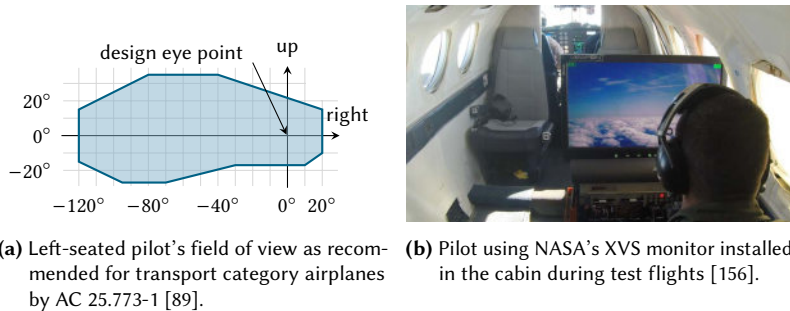 design eye point
up
right
20°
0°
−20°
−120°
−80°
−40°
0°
20°
(a) Left-seated pilot's field of view as recom-
mended for transport category airplanes
by AC 25.773-1 [89].
(b) Pilot using NASA's XVS monitor installed
in the cabin during test flights [156].